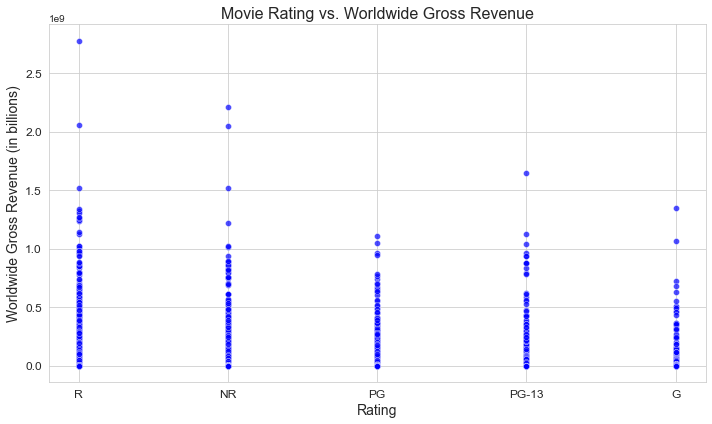 Movie Rating vs. Worldwide Gross Revenue
1e9
2.5
2.0
1.5
1.0
0.5
0.0
Worldwide Gross Revenue (in billions)
R NR PG PG-13 G
Rating